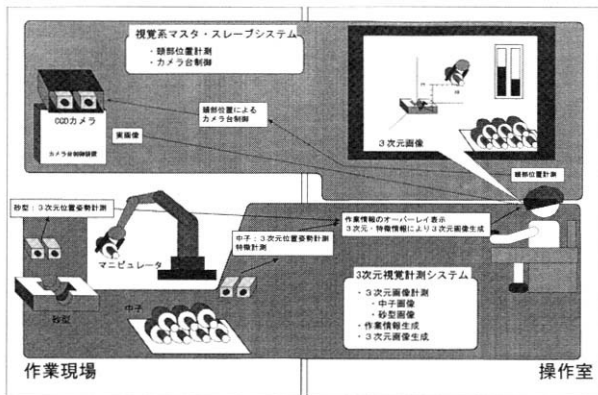 視覚系マスタ・スレーブシステム
・頭部位置計測
・カメラ台制御
CCDカメラ
カメラ台制御装置
頭部位置による
カメラ台制御
実画像
3次元画像
頭部位置計測
砂型:3次元位置姿勢計測
マニピュレータ
中子:3次元位置姿勢計測
特徴計測
作業情報のオーバーレイ表示
3次元・特徴情報により3次元画像生成
砂型
中子
3次元視覚計測システム
・3次元画像計測
・中子画像
・砂型画像
・作業情報生成
・3次元画像生成
作業現場
操作室